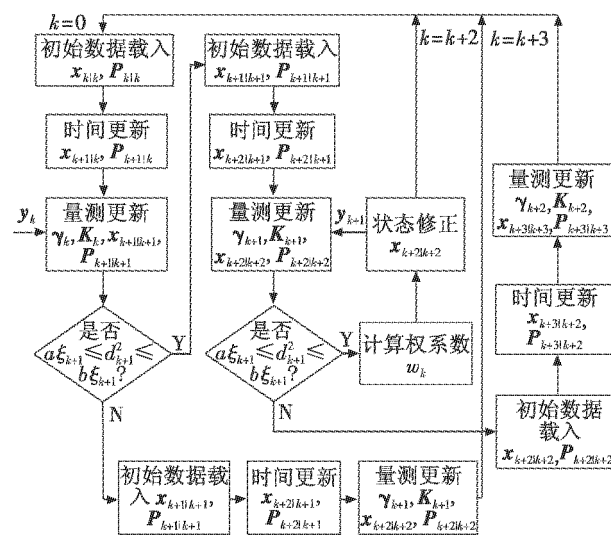 k=0
初始数据载入
x_{k|k}, P_{k|k}
时间更新
x_{k+1|k}, P_{k+1|k}
y_k
量测更新
γ_k, K_k, x_{k+1|k+1},
P_{k+1|k+1}
是否
aξ_{k+1}≤d²_{k+1}≤
bξ_{k+1}?
Y
N
初始数据载入
x_{k+1|k+1}, P_{k+1|k+1}
时间更新
x_{k+2|k+1}, P_{k+2|k+1}
量测更新
γ_{k+1}, K_{k+1},
x_{k+2|k+2}, P_{k+2|k+2}
是否
aξ_{k+1}≤d²_{k+1}≤
bξ_{k+1}?
Y
N
计算权系数
w_k
状态修正
x_{k+2|k+2}
y_{k+1}
k=k+2
k=k+3
初始数据载
入 x_{k+1|k+1},
P_{k+1|k+1}
时间更新
x_{k+2|k+1},
P_{k+2|k+1}
量测更新
γ_{k+1}, K_{k+1},
x_{k+2|k+2}, P_{k+2|k+2}
初始数据
载入
x_{k+2|k+2}, P_{k+2|k+2}
时间更新
x_{k+3|k+2},
P_{k+3|k+2}
量测更新
γ_{k+2}, K_{k+2},
x_{k+3|k+3}, P_{k+3|k+3}